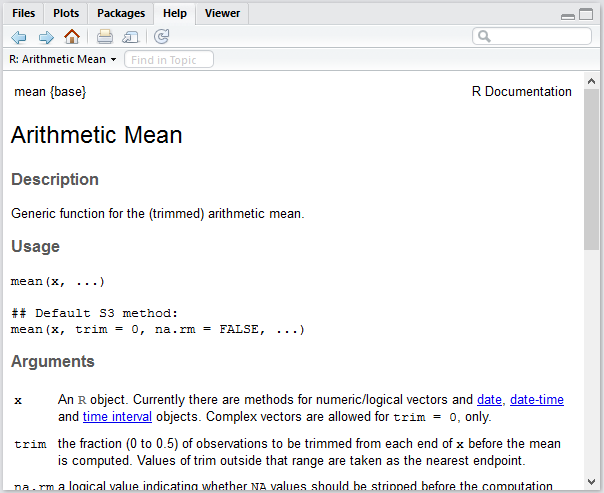 Files Plots Packages Help Viewer
R: Arithmetic Mean Find in Topic
mean {base} R Documentation
Arithmetic Mean
Description
Generic function for the (trimmed) arithmetic mean.
Usage
mean(x, ...)
## Default S3 method:
mean(x, trim = 0, na.rm = FALSE, ...)
Arguments
x An R object. Currently there are methods for numeric/logical vectors and date, date-time
and time interval objects. Complex vectors are allowed for trim = 0, only.
trim the fraction (0 to 0.5) of observations to be trimmed from each end of x before the mean
is computed. Values of trim outside that range are taken as the nearest endpoint.
na.rm a logical value indicating whether NA values should be stripped before the computation